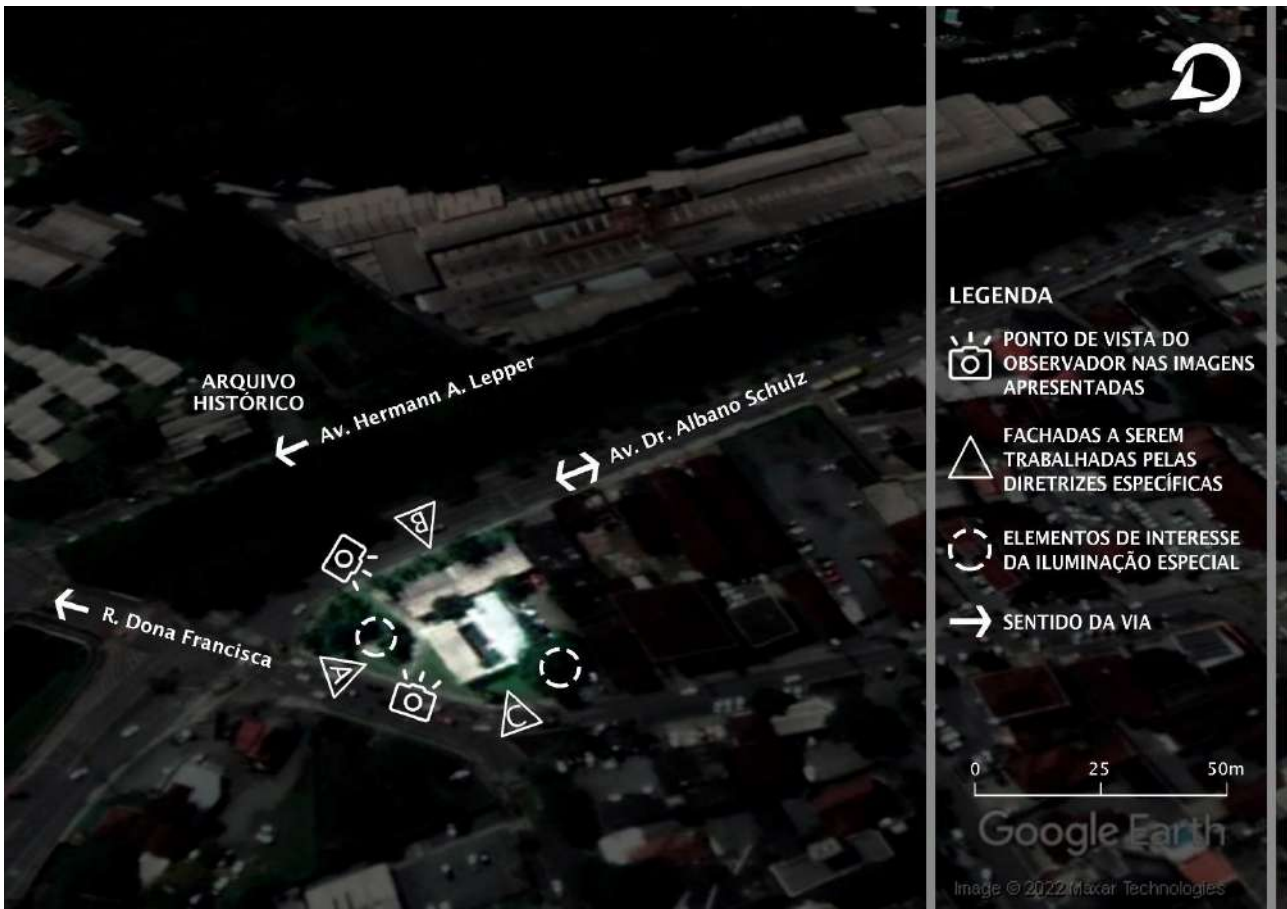 ARQUIVO
HISTÓRICO
Av. Hermann A. Lepper
Av. Dr. Albano Schulz
B
R. Dona Francisca
A
C
LEGENDA
PONTO DE VISTA DO
OBSERVADOR NAS IMAGENS
APRESENTADAS
FACHADAS A SEREM
TRABALHADAS PELAS
DIRETRIZES ESPECÍFICAS
ELEMENTOS DE INTERESSE
DA ILUMINAÇÃO ESPECIAL
SENTIDO DA VIA
0 25 50m
Google Earth
Image © 2022 Maxar Technologies